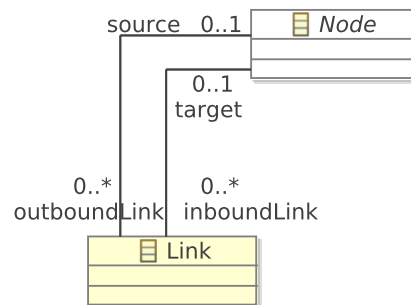 source 0..1
Node
0..1
target
0..* 0..*
outboundLink inboundLink
Link